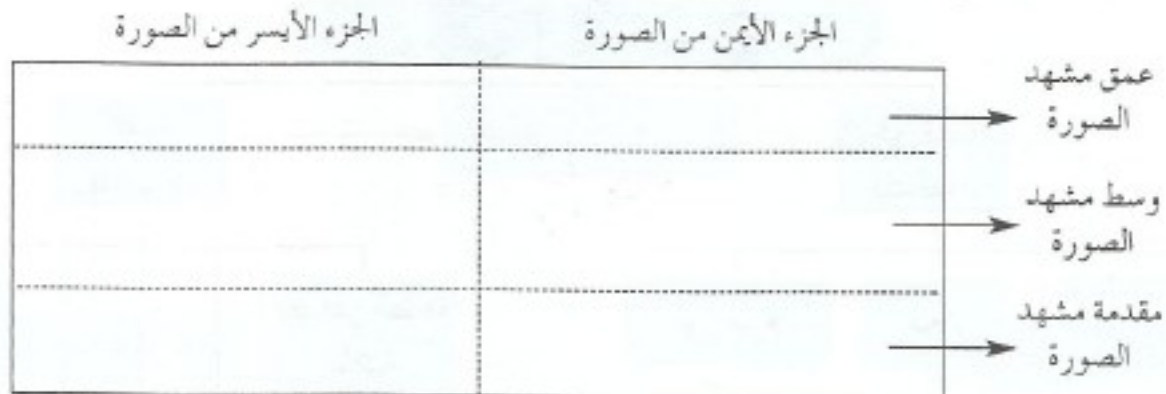 الجزء الأيمن من الصورة
الجزء الأيسر من الصورة
عمق مشهد
الصورة
وسط مشهد
الصورة
مقدمة مشهد
الصورة